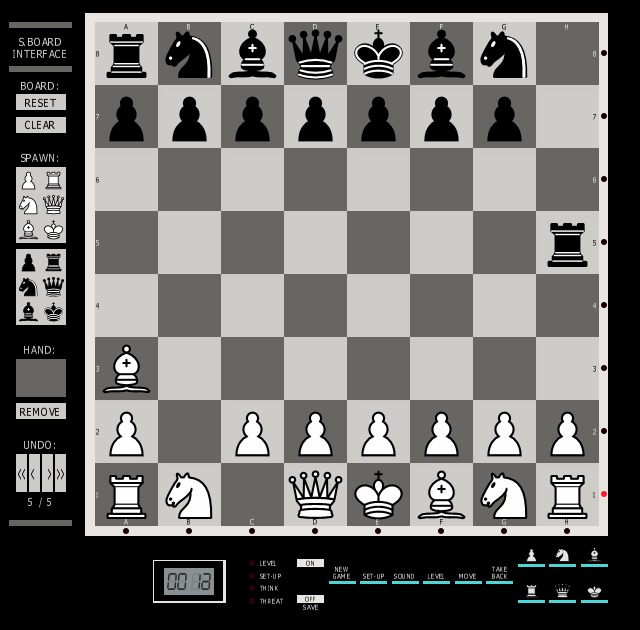 S.BOARD
INTERFACE
BOARD:
RESET
CLEAR
SPAWN:
HAND:
REMOVE
UNDO:
5 / 5
A B C D E F G H
8 8
7 7
6 6
5 5
4 4
3 3
2 2
1 1
A B C D E F G H
00 18
LEVEL
SET-UP
THINK
THREAT
ON
OFF
SAVE
NEW
GAME
SET-UP
SOUND
LEVEL
MOVE
TAKE
BACK